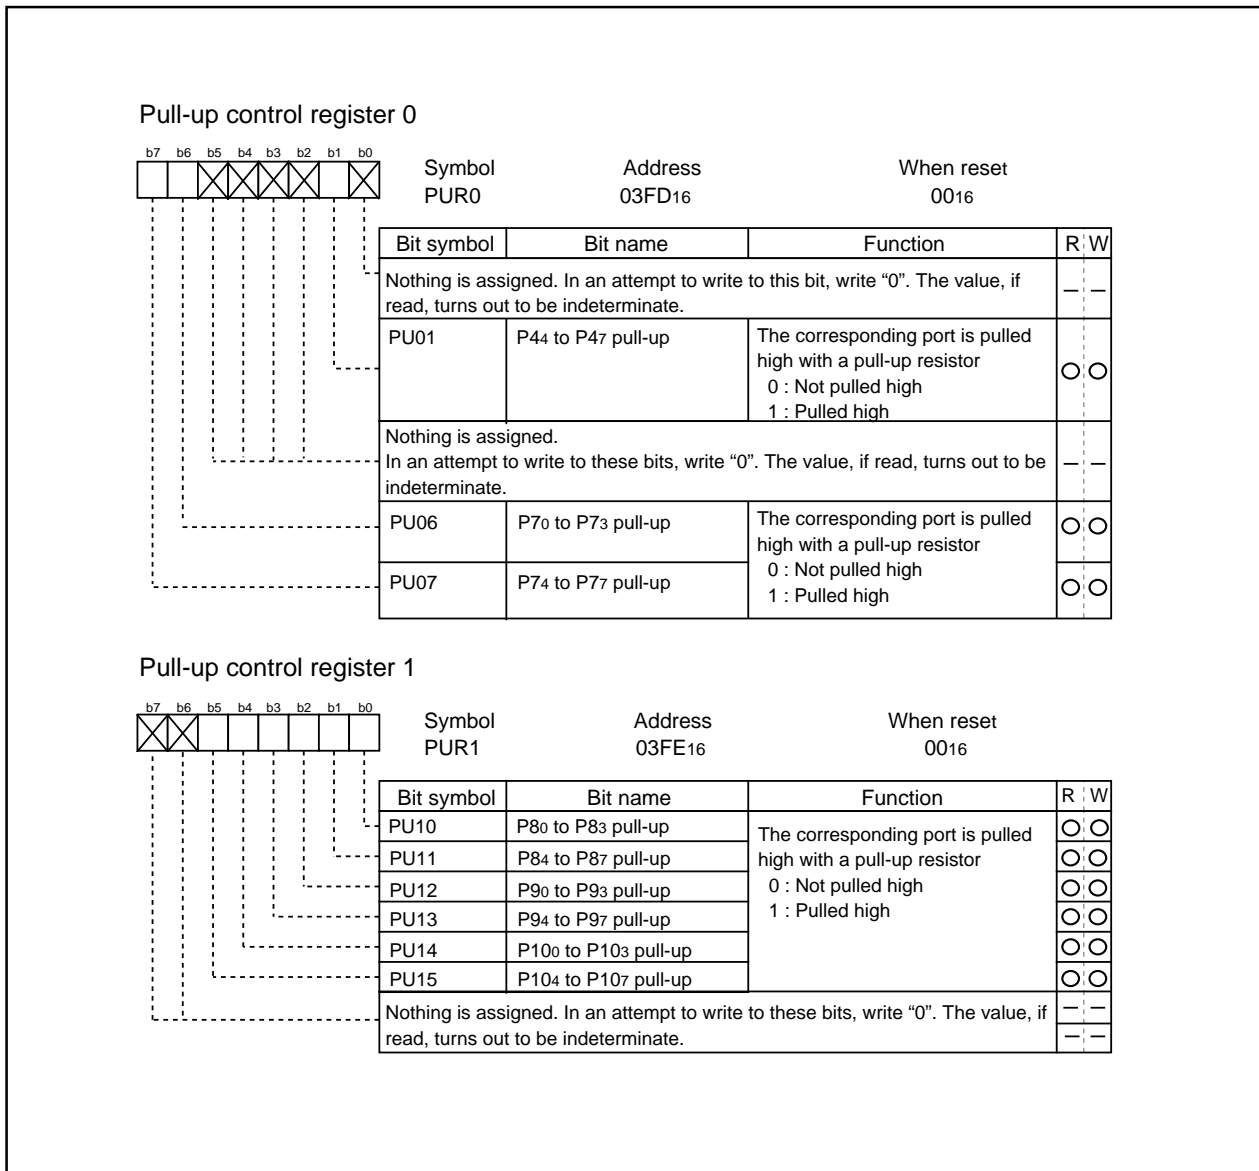 Pull-up control register 0
b7 b6 b5 b4 b3 b2 b1 b0
Symbol Address When reset
PUR0 03FD16 0016
Bit symbol Bit name Function R W
Nothing is assigned. In an attempt to write to this bit, write “0”. The value, if
read, turns out to be indeterminate.
– –
PU01 P44 to P47 pull-up The corresponding port is pulled
high with a pull-up resistor
0 : Not pulled high
1 : Pulled high
Nothing is assigned.
In an attempt to write to these bits, write “0”. The value, if read, turns out to be
indeterminate.
– –
PU06 P70 to P73 pull-up The corresponding port is pulled
high with a pull-up resistor
0 : Not pulled high
PU07 P74 to P77 pull-up 1 : Pulled high
Pull-up control register 1
b7 b6 b5 b4 b3 b2 b1 b0
Symbol Address When reset
PUR1 03FE16 0016
Bit symbol Bit name Function R W
PU10 P80 to P83 pull-up The corresponding port is pulled
PU11 P84 to P87 pull-up high with a pull-up resistor
PU12 P90 to P93 pull-up 0 : Not pulled high
PU13 P94 to P97 pull-up 1 : Pulled high
PU14 P100 to P103 pull-up
PU15 P104 to P107 pull-up
Nothing is assigned. In an attempt to write to these bits, write “0”. The value, if – –
read, turns out to be indeterminate. – –